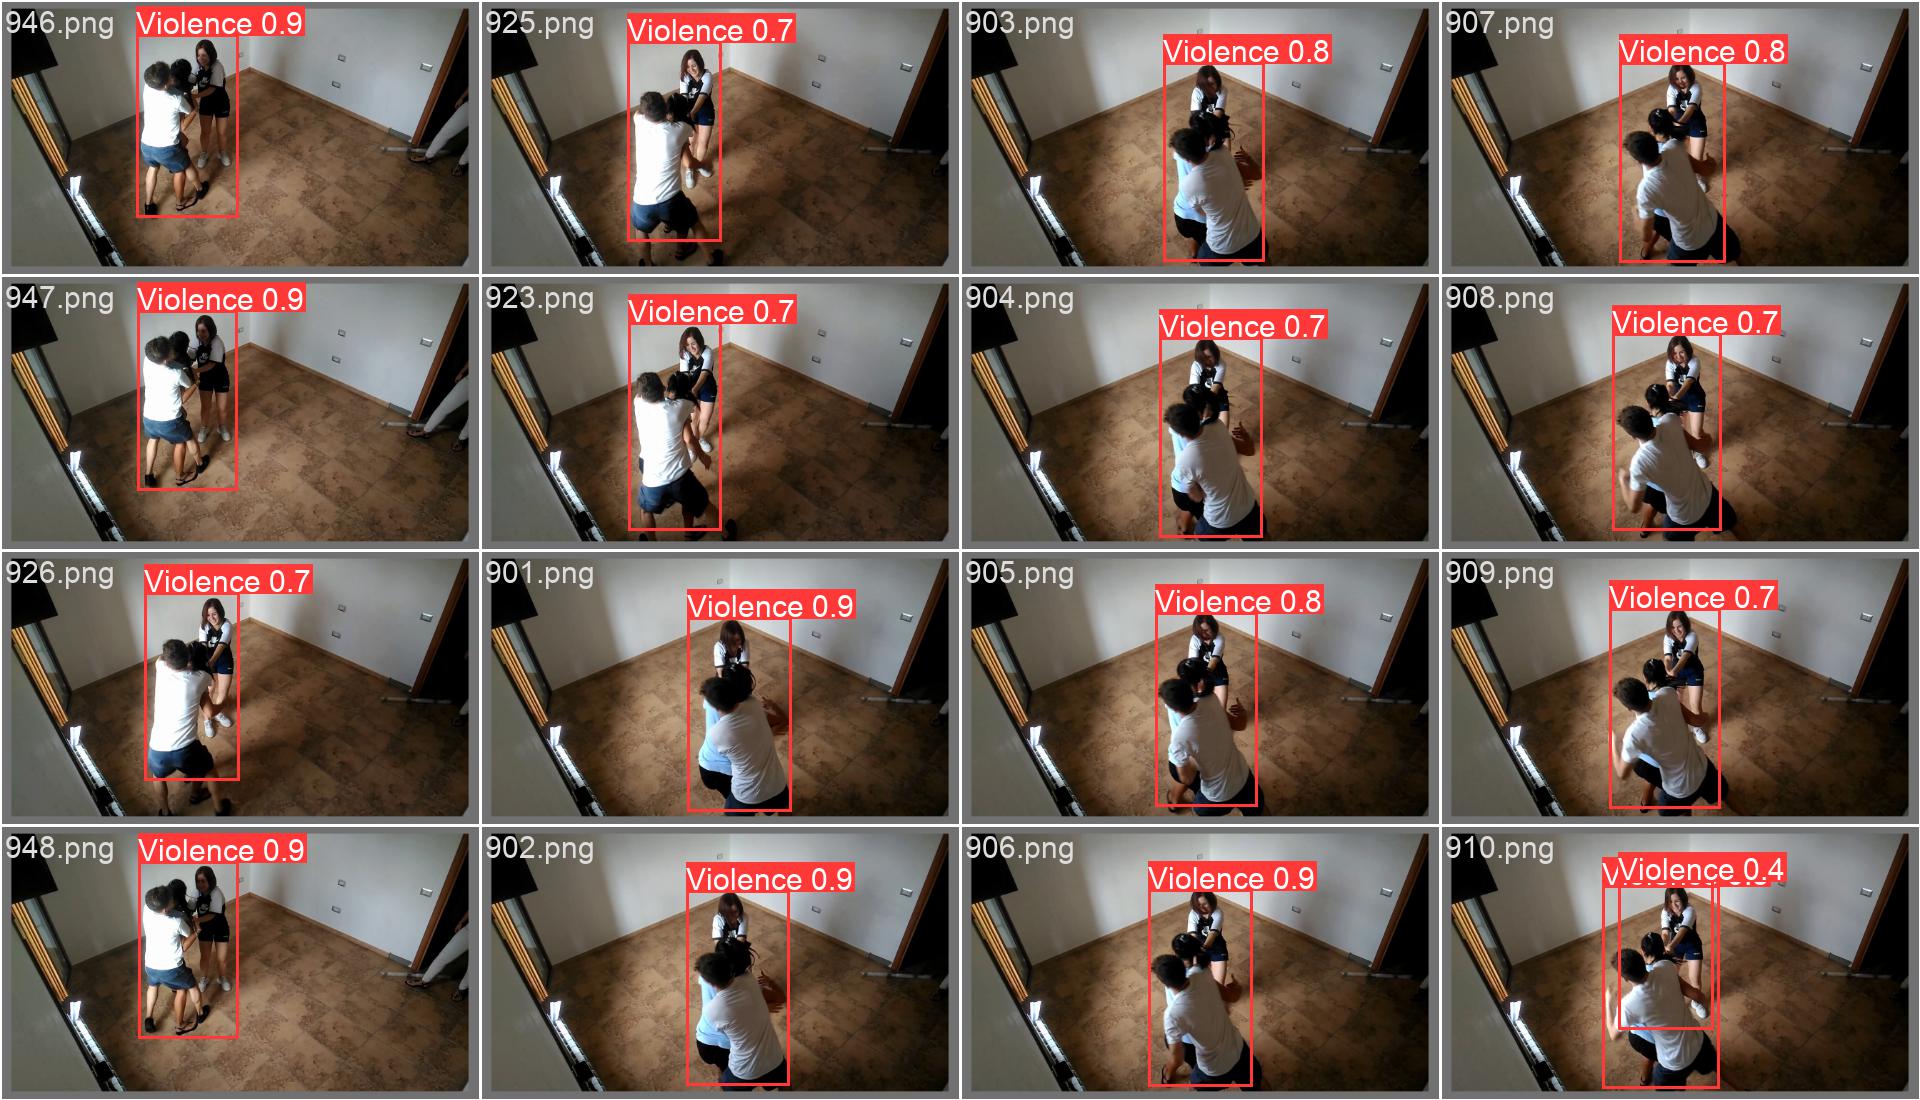 946.png
Violence 0.9
925.png
Violence 0.7
903.png
Violence 0.8
907.png
Violence 0.8
947.png
Violence 0.9
923.png
Violence 0.7
904.png
Violence 0.7
908.png
Violence 0.7
926.png
Violence 0.7
901.png
Violence 0.9
905.png
Violence 0.8
909.png
Violence 0.7
948.png
Violence 0.9
902.png
Violence 0.9
906.png
Violence 0.9
910.png
Violence 0.4